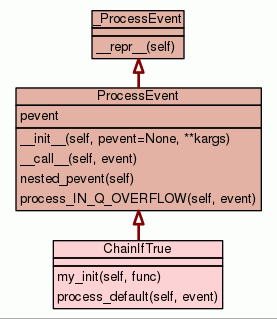 _ProcessEvent
__repr__(self)
ProcessEvent
pevent
__init__(self, pevent=None, **kargs)
__call__(self, event)
nested_pevent(self)
process_IN_Q_OVERFLOW(self, event)
ChainIfTrue
my_init(self, func)
process_default(self, event)